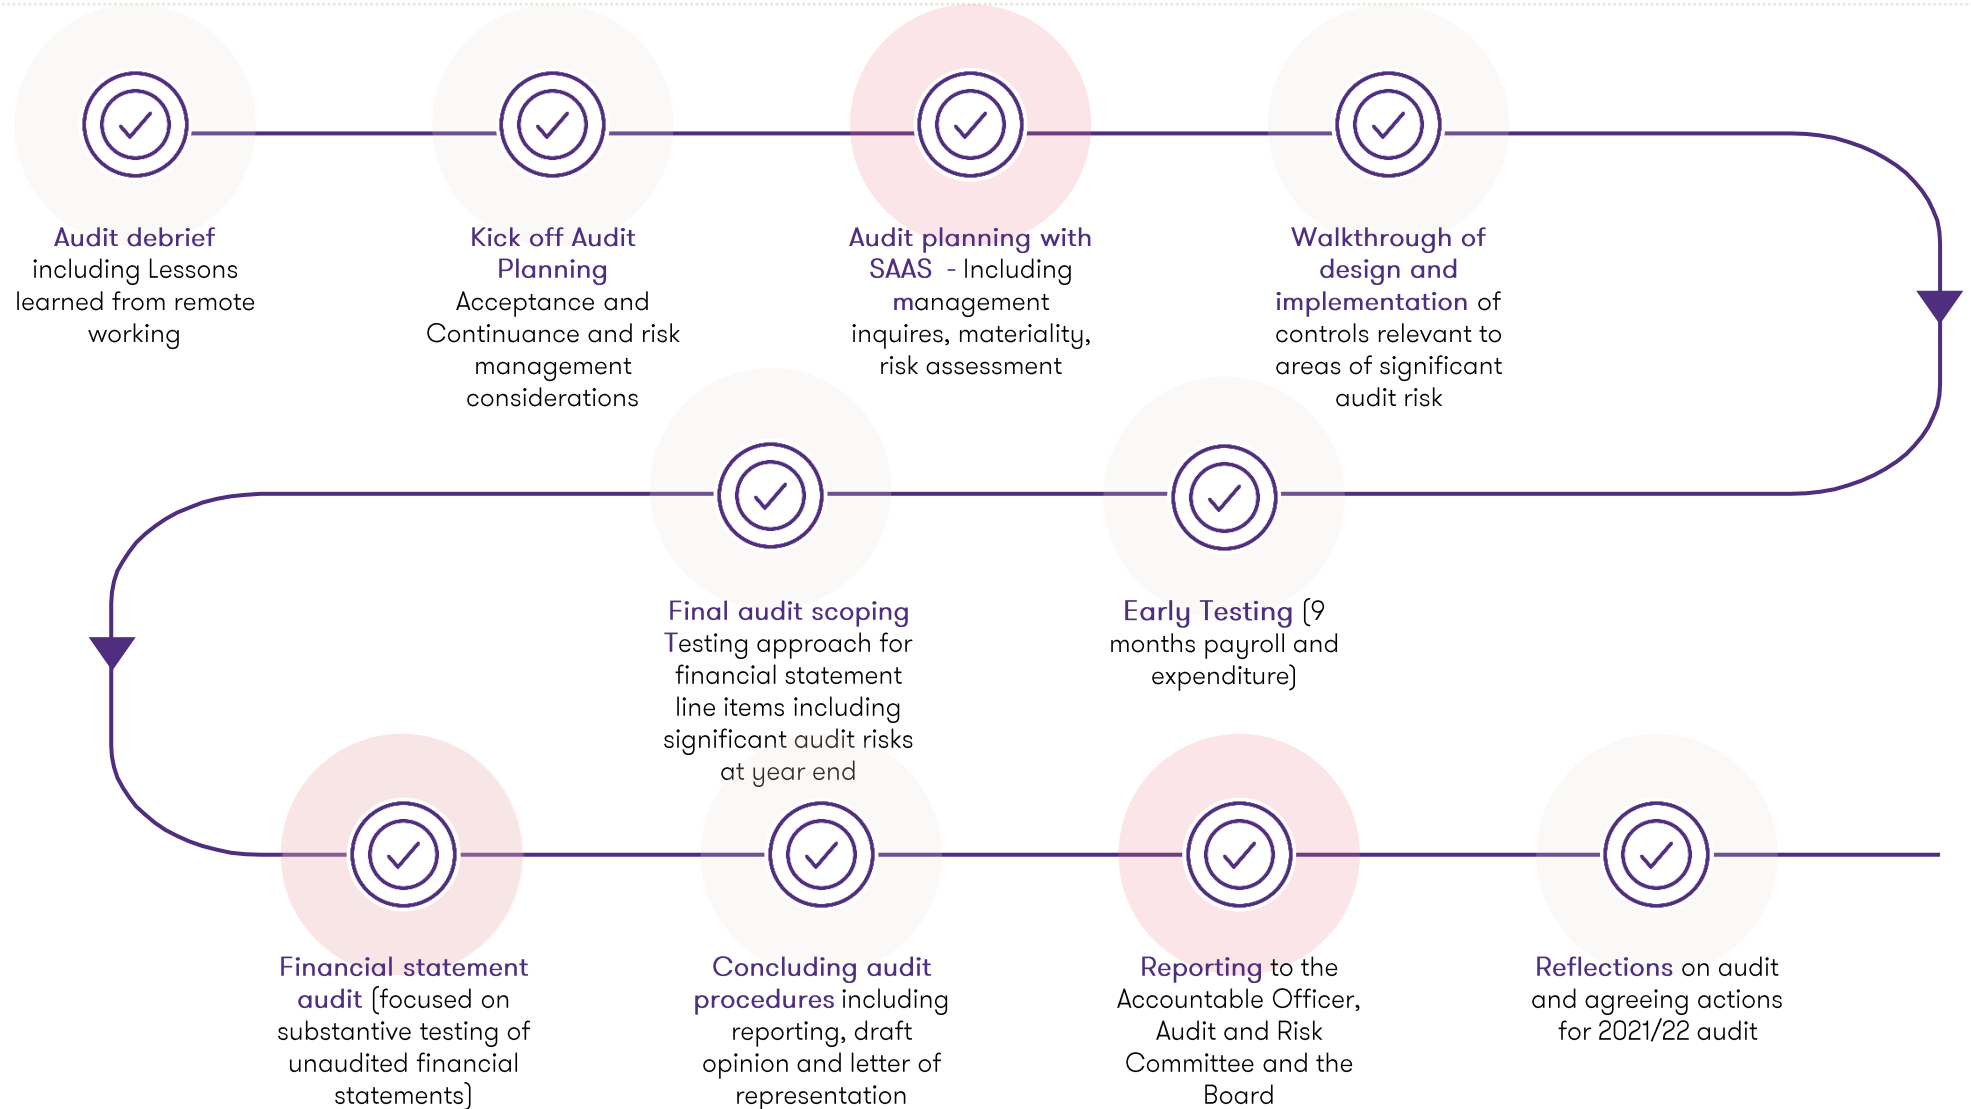 Audit debrief
including Lessons
learned from remote
working
Kick off Audit
Planning
Acceptance and
Continuance and risk
management
considerations
Audit planning with
SAAS - Including
management
inquires, materiality,
risk assessment
Walkthrough of
design and
implementation of
controls relevant to
areas of significant
audit risk
Early Testing (9
months payroll and
expenditure)
Final audit scoping
Testing approach for
financial statement
line items including
significant audit risks
at year end
Financial statement
audit (focused on
substantive testing of
unaudited financial
statements)
Concluding audit
procedures including
reporting, draft
opinion and letter of
representation
Reporting to the
Accountable Officer,
Audit and Risk
Committee and the
Board
Reflections on audit
and agreeing actions
for 2021/22 audit